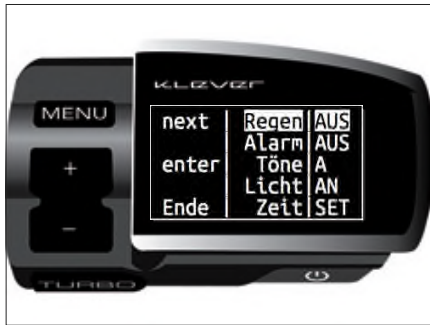 KLEVER
MENU
next Regen AUS
Alarm AUS
enter Töne A
Licht AN
Ende Zeit SET
+
−
TURBO